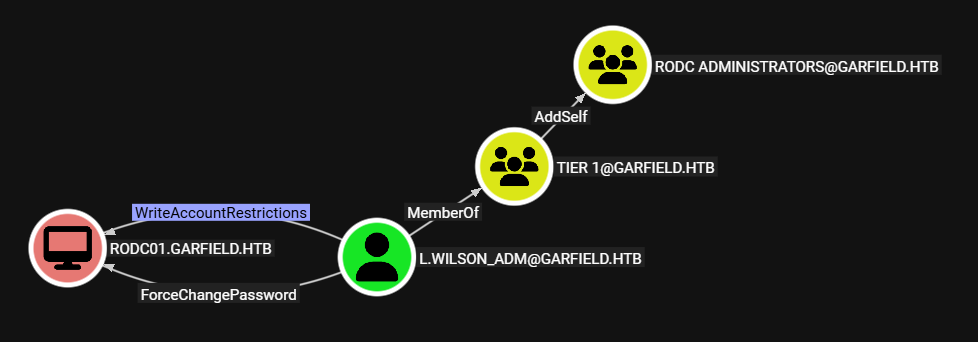 RODC ADMINISTRATORS@GARFIELD.HTB
AddSelf
TIER 1@GARFIELD.HTB
WriteAccountRestrictions
MemberOf
RODC01.GARFIELD.HTB
L.WILSON_ADM@GARFIELD.HTB
ForceChangePassword